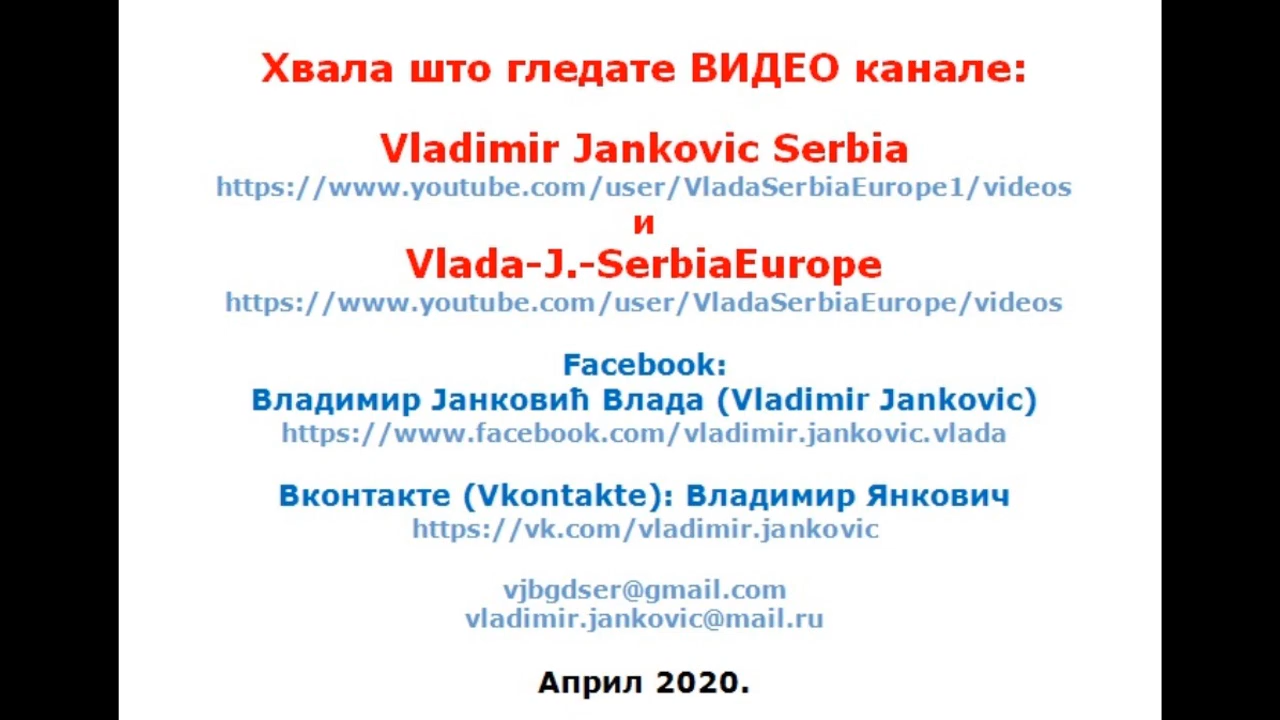 Хвала што гледате ВИДЕО канале:
Vladimir Jankovic Serbia
https://www.youtube.com/user/VladaSerbiaEurope1/videos
и
Vlada-J.-SerbiaEurope
https://www.youtube.com/user/VladaSerbiaEurope/videos
Facebook:
Владимир Јанковић Влада (Vladimir Jankovic)
https://www.facebook.com/vladimir.jankovic.vlada
Вконтакте (Vkontakte): Владимир Янкович
https://vk.com/vladimir.jankovic
vjbgdser@gmail.com
vladimir.jankovic@mail.ru
Април 2020.